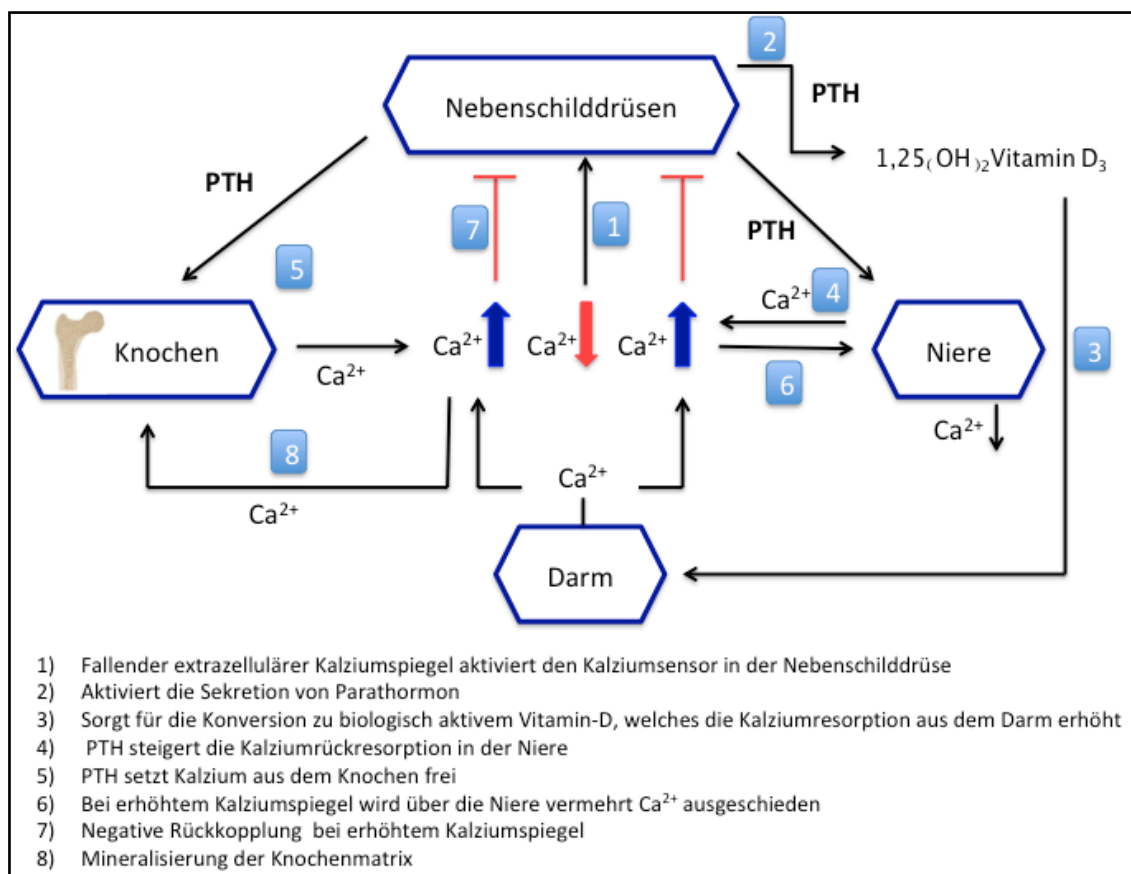 2
Nebenschilddrüsen
PTH
1,25(OH)2Vitamin D3
PTH
7
1
PTH
5
Ca2+
4
Knochen
Ca2+
Ca2+
Ca2+
Niere
3
Ca2+
6
Ca2+
8
Ca2+
Ca2+
Darm
1) Fallender extrazellulärer Kalziumspiegel aktiviert den Kalziumsensor in der Nebenschilddrüse
2) Aktiviert die Sekretion von Parathormon
3) Sorgt für die Konversion zu biologisch aktivem Vitamin-D, welches die Kalziumresorption aus dem Darm erhöht
4) PTH steigert die Kalziumrückresorption in der Niere
5) PTH setzt Kalzium aus dem Knochen frei
6) Bei erhöhtem Kalziumspiegel wird über die Niere vermehrt Ca2+ ausgeschieden
7) Negative Rückkopplung bei erhöhtem Kalziumspiegel
8) Mineralisierung der Knochenmatrix